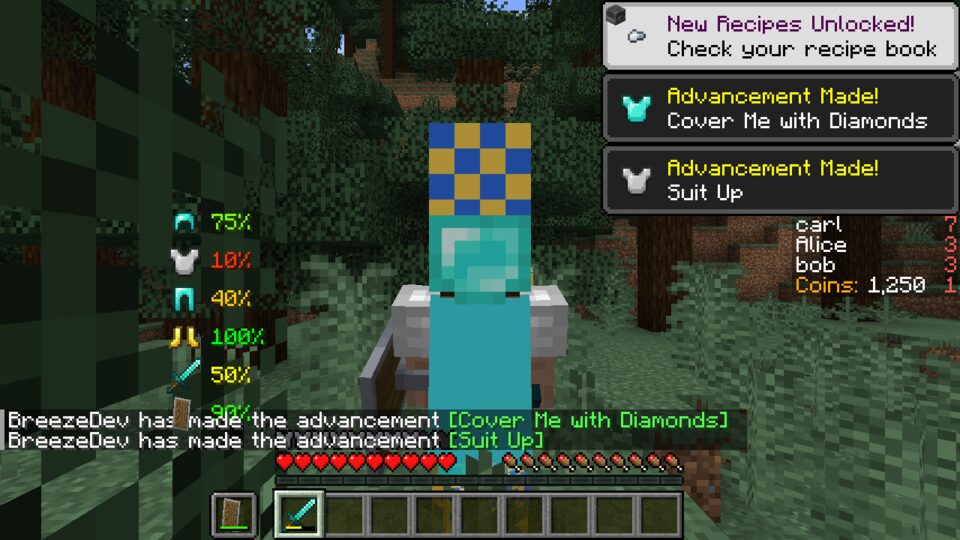 New Recipes Unlocked!
Check your recipe book
Advancement Made!
Cover Me with Diamonds
Advancement Made!
Suit Up
carl 7
Alice 3
bob 3
Coins: 1,250 1
75%
10%
40%
100%
50%
90%
BreezeDev has made the advancement [Cover Me with Diamonds]
BreezeDev has made the advancement [Suit Up]